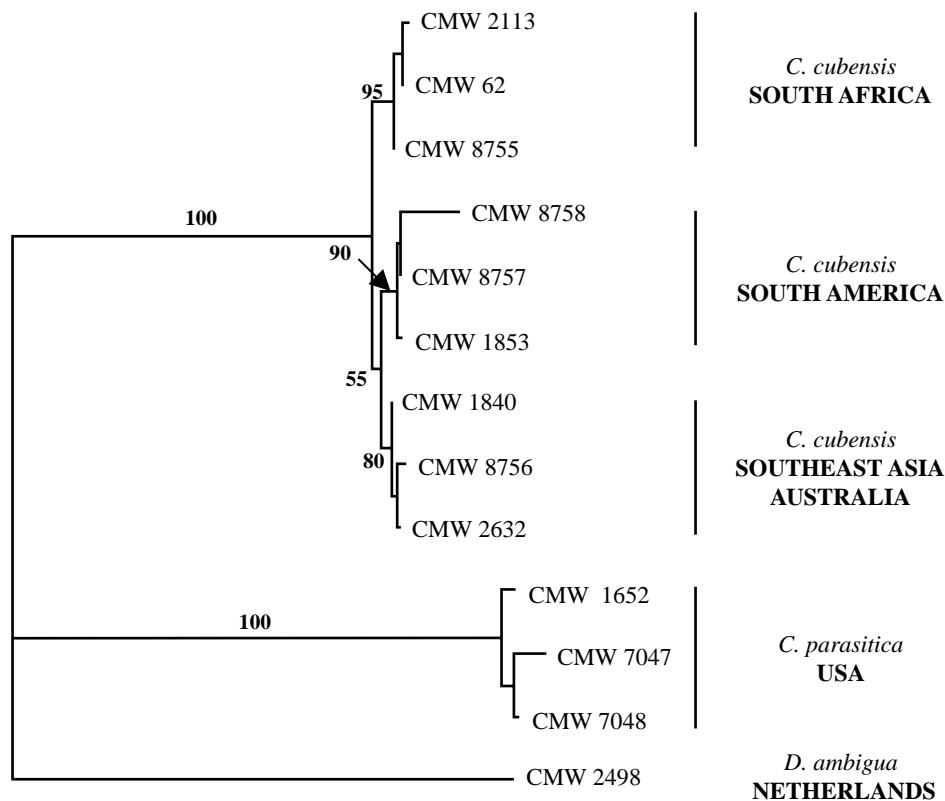 CMW 2113
CMW 62
95
CMW 8755
C. cubensis
SOUTH AFRICA
100
CMW 8758
90
CMW 8757
CMW 1853
C. cubensis
SOUTH AMERICA
55
CMW 1840
80
CMW 8756
CMW 2632
C. cubensis
SOUTHEAST ASIA
AUSTRALIA
CMW 1652
100
CMW 7047
CMW 7048
C. parasitica
USA
CMW 2498
D. ambigua
NETHERLANDS